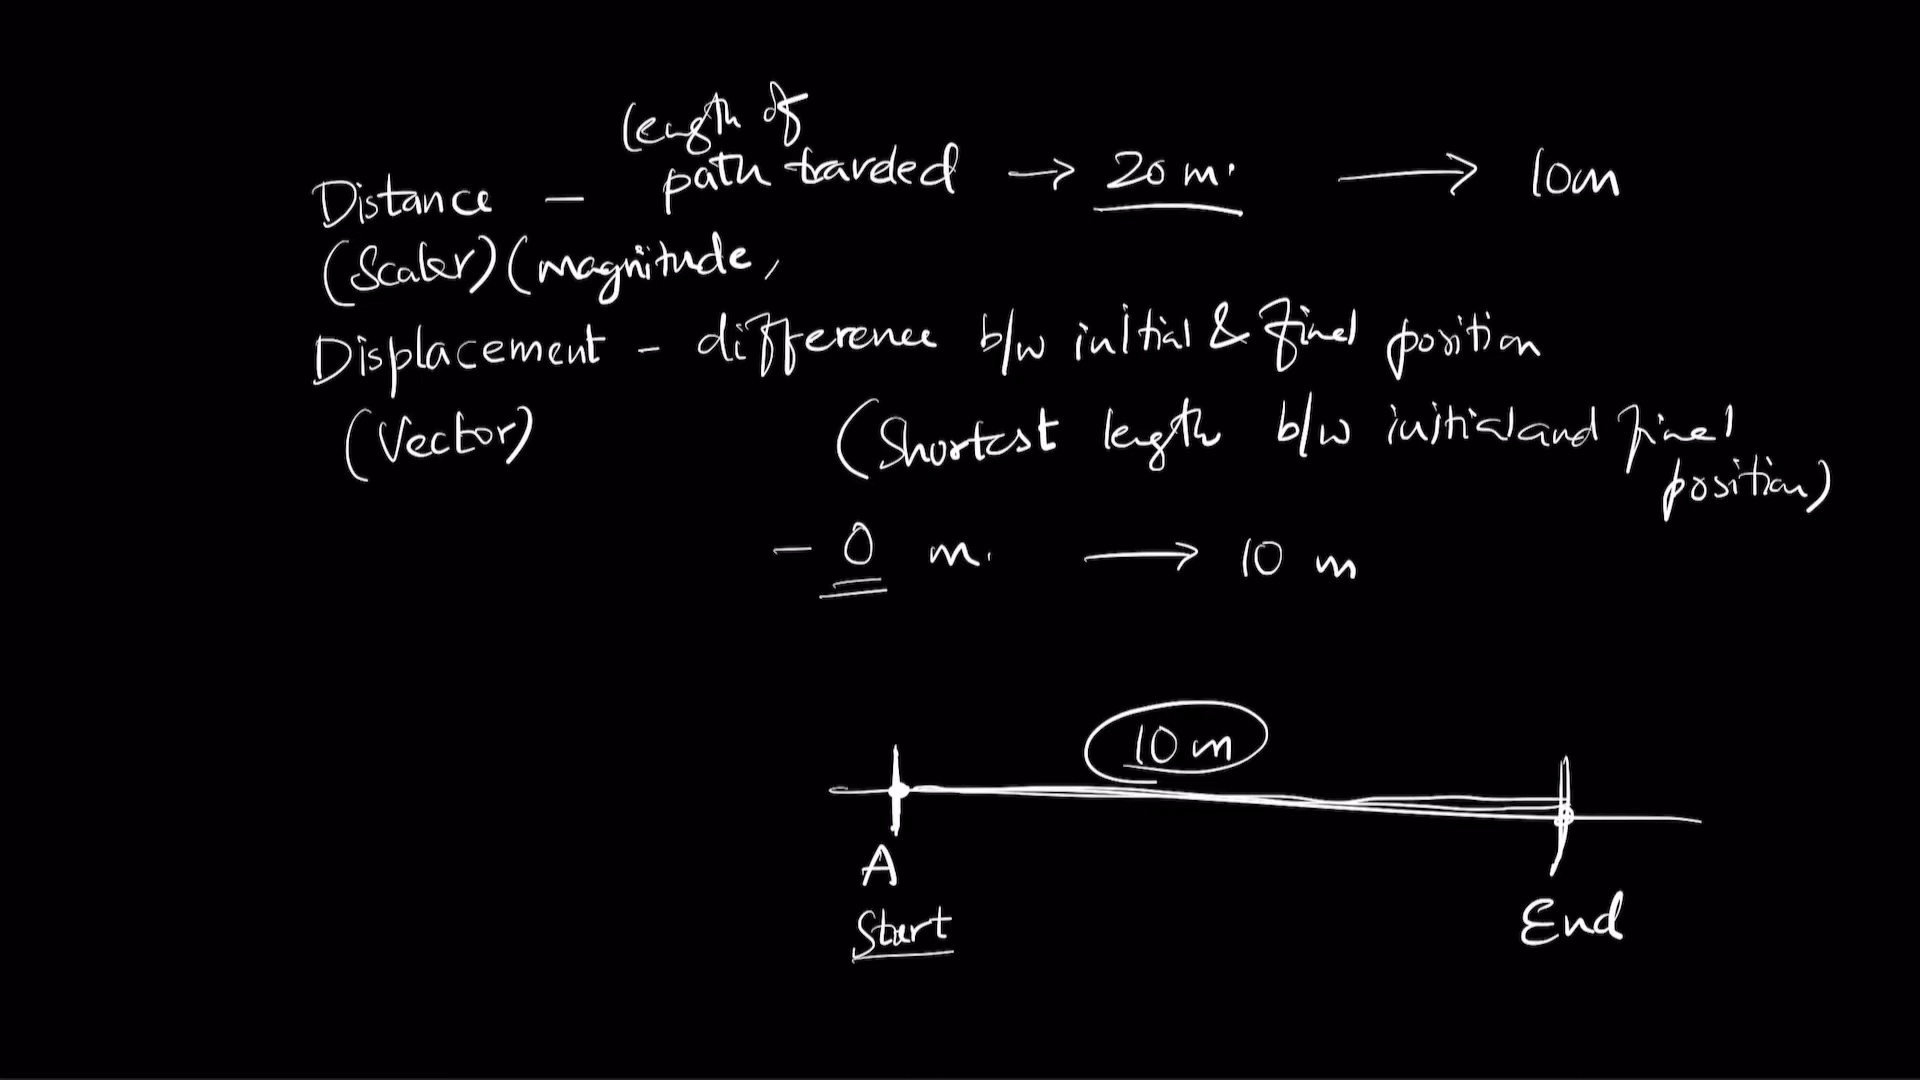 length of
Distance - path traveled → 20 m. → 10m
(Scaler) (magnitude,
Displacement - difference b/w initial & final position
(Vector) (Shortest length b/w initial and final
position)
- 0 m. → 10 m
10 m
A
Start
End